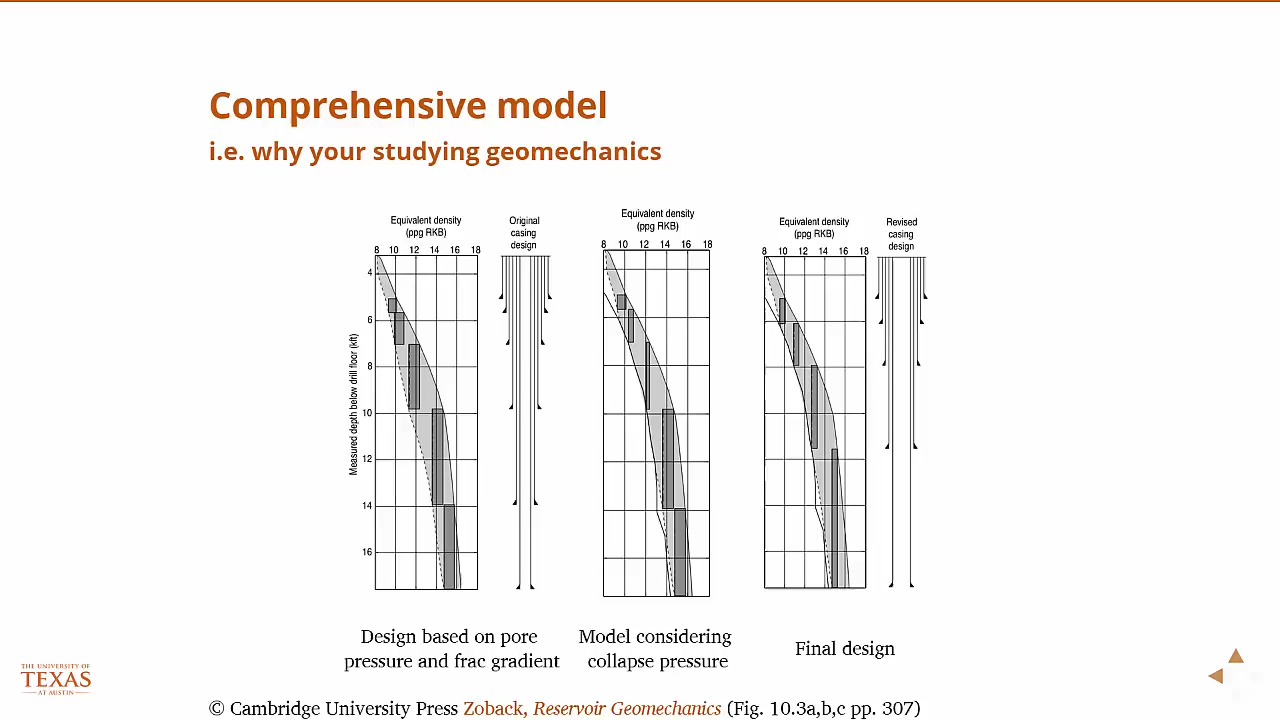 Comprehensive model
i.e. why your studying geomechanics
Equivalent density
(ppg RKB)
8 10 12 14 16 18
Original
casing
design
Equivalent density
(ppg RKB)
8 10 12 14 16 18
Equivalent density
(ppg RKB)
8 10 12 14 16 18
Revised
casing
design
Measured depth below drill floor (kft)
4
6
8
10
12
14
16
Design based on pore
pressure and frac gradient
Model considering
collapse pressure
Final design
THE UNIVERSITY OF
TEXAS
AT AUSTIN
© Cambridge University Press Zoback, Reservoir Geomechanics (Fig. 10.3a,b,c pp. 307)